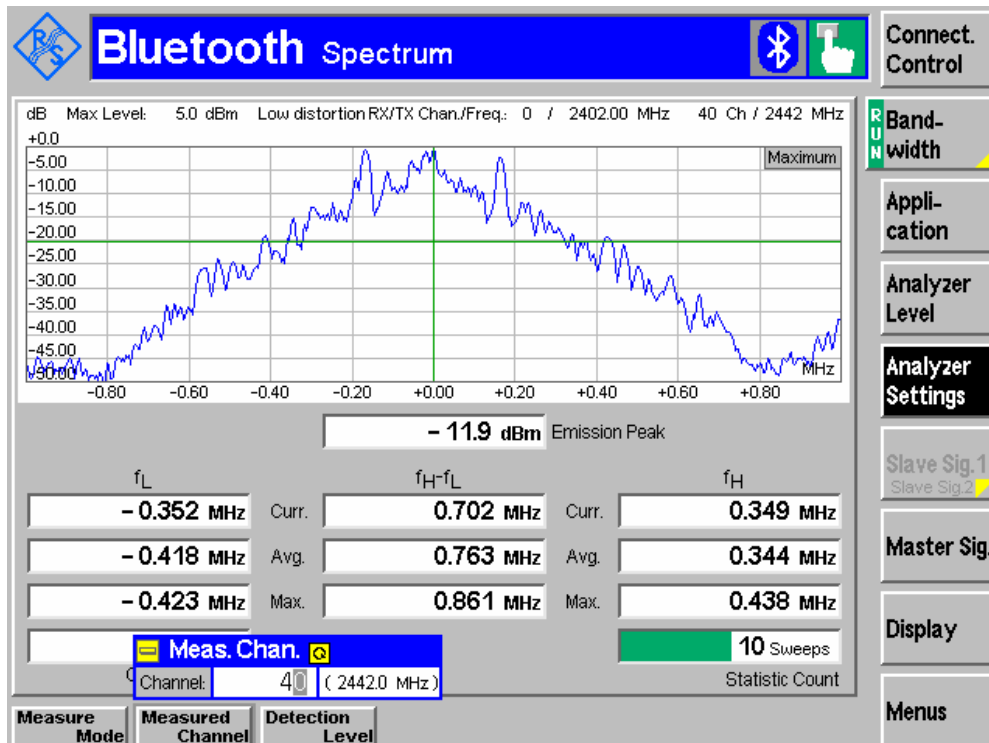 R&S
Bluetooth Spectrum
Connect. Control
dB Max Level: 5.0 dBm Low distortion RX/TX Chan./Freq.: 0 / 2402.00 MHz 40 Ch / 2442 MHz
+0.0
Maximum
-5.00
-10.00
-15.00
-20.00
-25.00
-30.00
-35.00
-40.00
-45.00
-50.00
MHz
-0.80 -0.60 -0.40 -0.20 +0.00 +0.20 +0.40 +0.60 +0.80
RUN
Band-
width
Appli-
cation
Analyzer
Level
Analyzer
Settings
Slave Sig.1
Slave Sig.2
Master Sig.
Display
Menus
- 11.9 dBm Emission Peak
fL fH-fL fH
- 0.352 MHz Curr. 0.702 MHz Curr. 0.349 MHz
- 0.418 MHz Avg. 0.763 MHz Avg. 0.344 MHz
- 0.423 MHz Max. 0.861 MHz Max. 0.438 MHz
10 Sweeps
Statistic Count
Meas. Chan.
Channel: 40 ( 2442.0 MHz )
Measure
Mode
Measured
Channel
Detection
Level